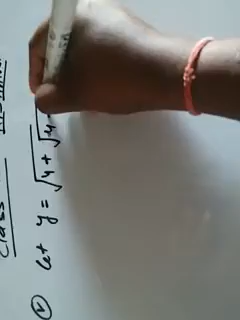 Class
(v) let y = √4 + √4